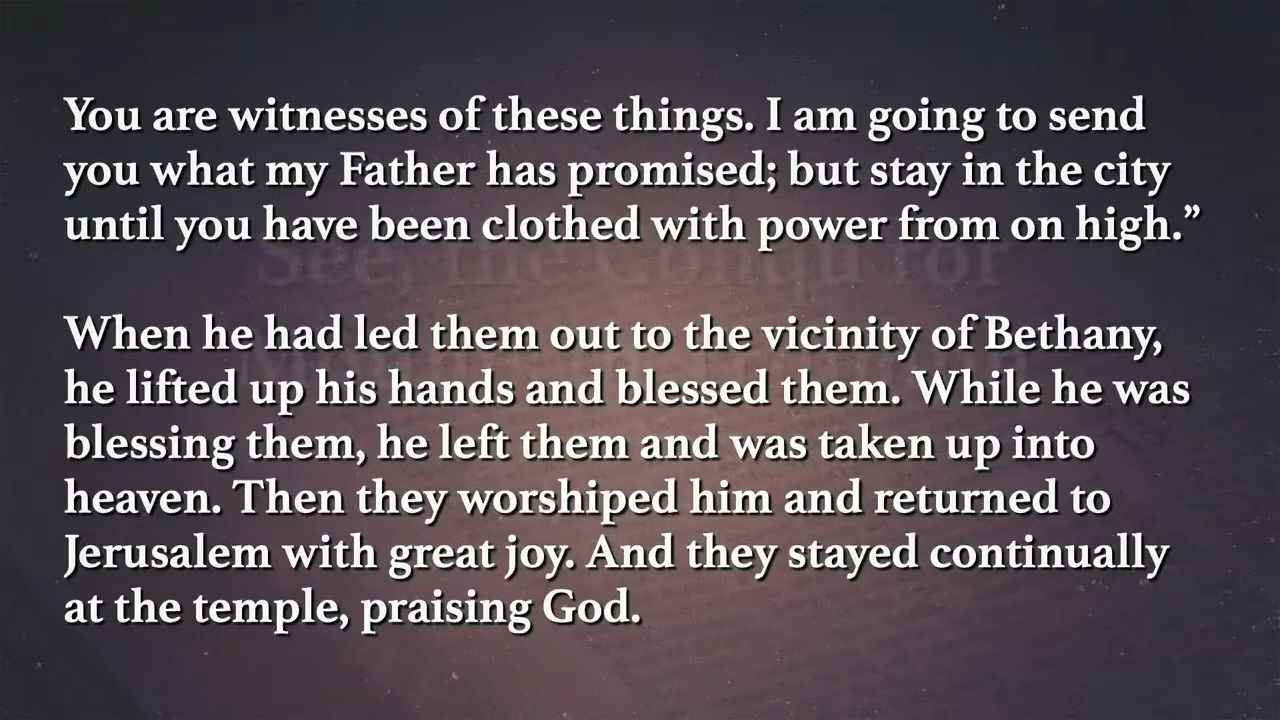 You are witnesses of these things. I am going to send
you what my Father has promised; but stay in the city
until you have been clothed with power from on high.”
See, the Conqu ror
When he had led them out to the vicinity of Bethany,
he lifted up his hands and blessed them. While he was
blessing them, he left them and was taken up into
heaven. Then they worshiped him and returned to
Jerusalem with great joy. And they stayed continually
at the temple, praising God.